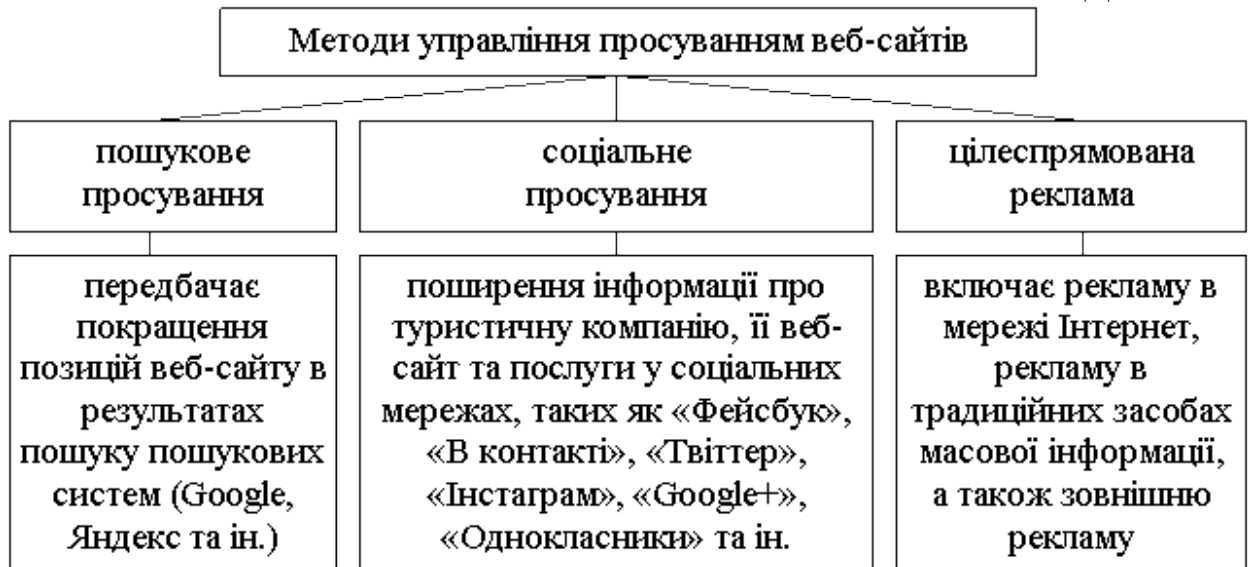 Методи управління просуванням веб-сайтів
пошукове
просування
соціальне
просування
цілеспрямована
реклама
передбачає
покращення
позицій веб-сайту в
результатах
пошуку пошукових
систем (Google,
Яндекс та ін.)
поширення інформації про
туристичну компанію, її веб-
сайт та послуги у соціальних
мережах, таких як «Фейсбук»,
«В контакті», «Твіттер»,
«Інстаграм», «Google+»,
«Однокласники» та ін.
включає рекламу в
мережі Інтернет,
рекламу в
традиційних засобах
масової інформації,
а також зовнішню
рекламу